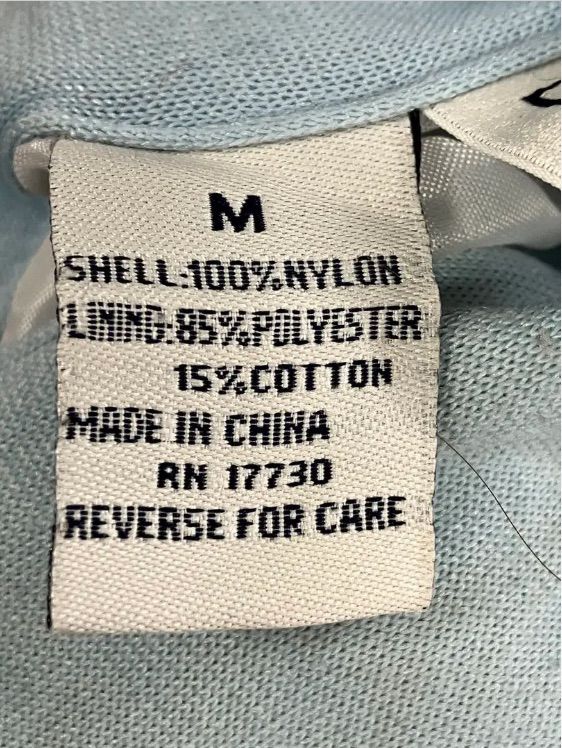 M
SHELL:100%NYLON
LINING:85%POLYESTER
15%COTTON
MADE IN CHINA
RN 17730
REVERSE FOR CARE